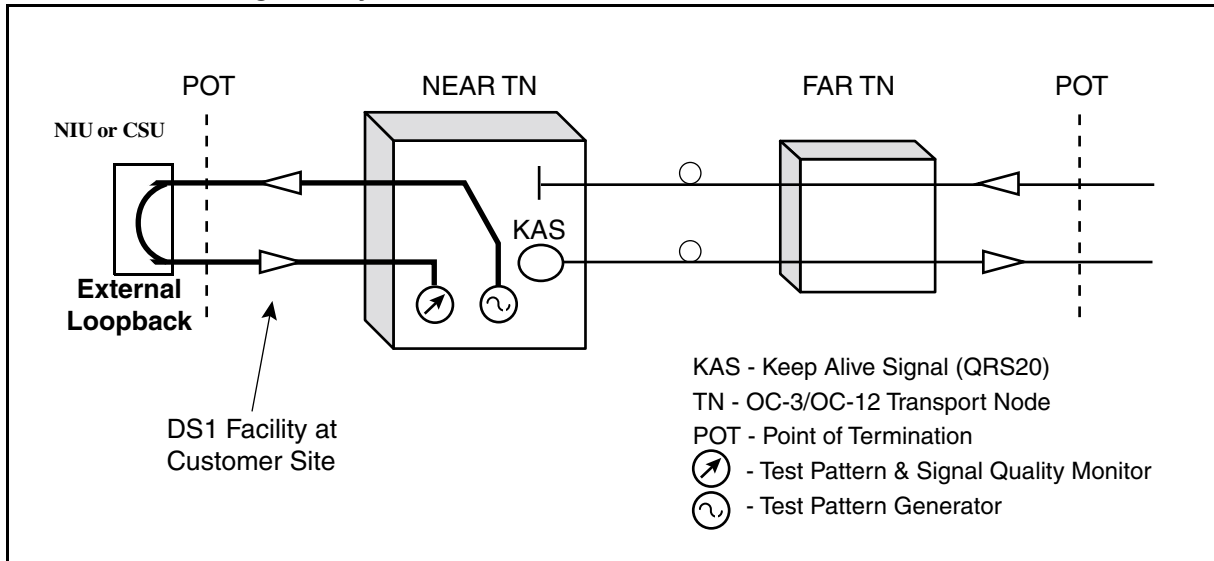 POT
NEAR TN
FAR TN
POT
NIU or CSU
KAS
External
Loopback
DS1 Facility at
Customer Site
KAS - Keep Alive Signal (QRS20)
TN - OC-3/OC-12 Transport Node
POT - Point of Termination
- Test Pattern & Signal Quality Monitor
- Test Pattern Generator